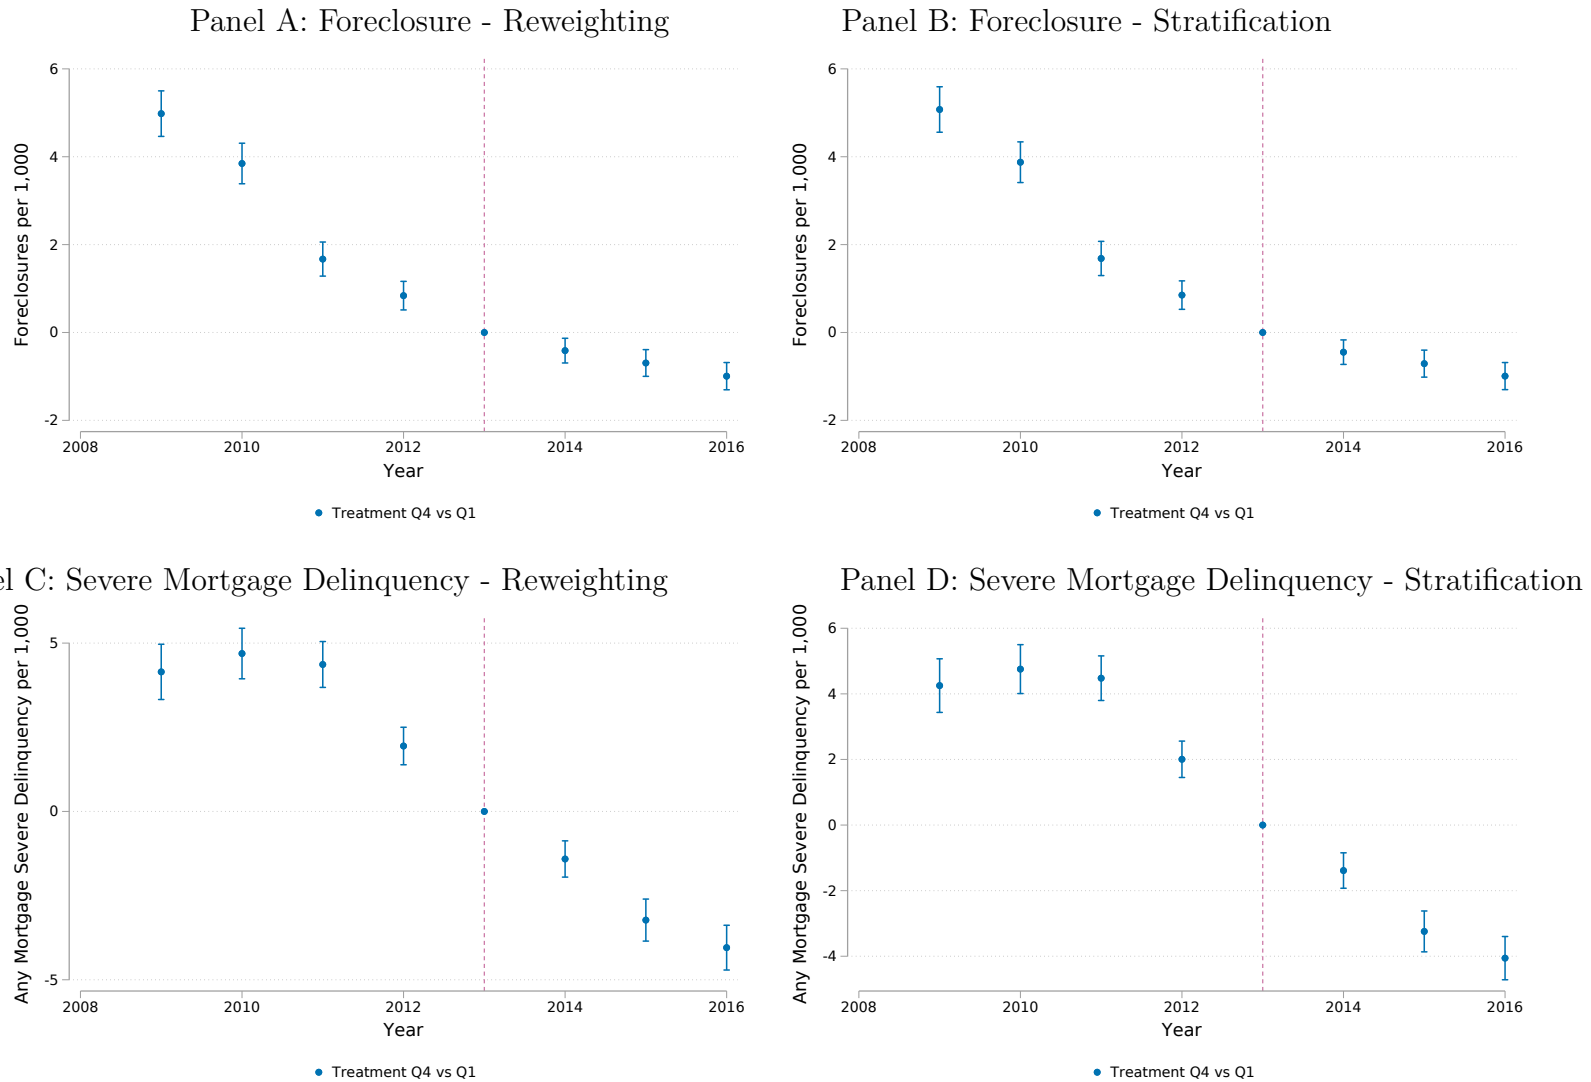 Panel A: Foreclosure - Reweighting
Foreclosures per 1,000
6
4
2
0
-2
2008 2010 2012 2014 2016
Year
Treatment Q4 vs Q1
Panel B: Foreclosure - Stratification
Foreclosures per 1,000
6
4
2
0
-2
2008 2010 2012 2014 2016
Year
Treatment Q4 vs Q1
el C: Severe Mortgage Delinquency - Reweighting
Any Mortgage Severe Delinquency per 1,000
5
0
-5
2008 2010 2012 2014 2016
Year
Treatment Q4 vs Q1
Panel D: Severe Mortgage Delinquency - Stratification
Any Mortgage Severe Delinquency per 1,000
6
4
2
0
-2
-4
2008 2010 2012 2014 2016
Year
Treatment Q4 vs Q1